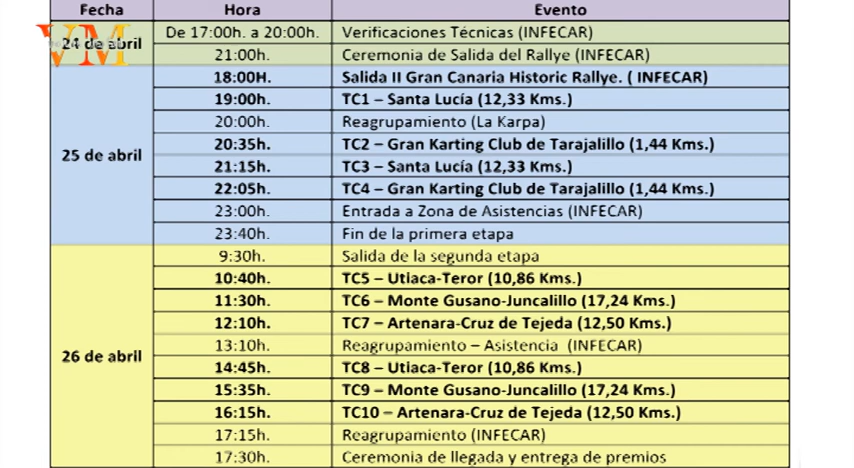 Fecha Hora Evento
24 de abril De 17:00h. a 20:00h. Verificaciones Técnicas (INFECAR)
21:00h. Ceremonia de Salida del Rallye (INFECAR)
VM
25 de abril 18:00H. Salida II Gran Canaria Historic Rallye. ( INFECAR)
19:00h. TC1 – Santa Lucía (12,33 Kms.)
20:00h. Reagrupamiento (La Karpa)
20:35h. TC2 – Gran Karting Club de Tarajalillo (1,44 Kms.)
21:15h. TC3 – Santa Lucía (12,33 Kms.)
22:05h. TC4 – Gran Karting Club de Tarajalillo (1,44 Kms.)
23:00h. Entrada a Zona de Asistencias (INFECAR)
23:40h. Fin de la primera etapa
26 de abril 9:30h. Salida de la segunda etapa
10:40h. TC5 – Utiaca-Teror (10,86 Kms.)
11:30h. TC6 – Monte Gusano-Juncalillo (17,24 Kms.)
12:10h. TC7 – Artenara-Cruz de Tejeda (12,50 Kms.)
13:10h. Reagrupamiento – Asistencia (INFECAR)
14:45h. TC8 – Utiaca-Teror (10,86 Kms.)
15:35h. TC9 – Monte Gusano-Juncalillo (17,24 Kms.)
16:15h. TC10 – Artenara-Cruz de Tejeda (12,50 Kms.)
17:15h. Reagrupamiento (INFECAR)
17:30h. Ceremonia de llegada y entrega de premios